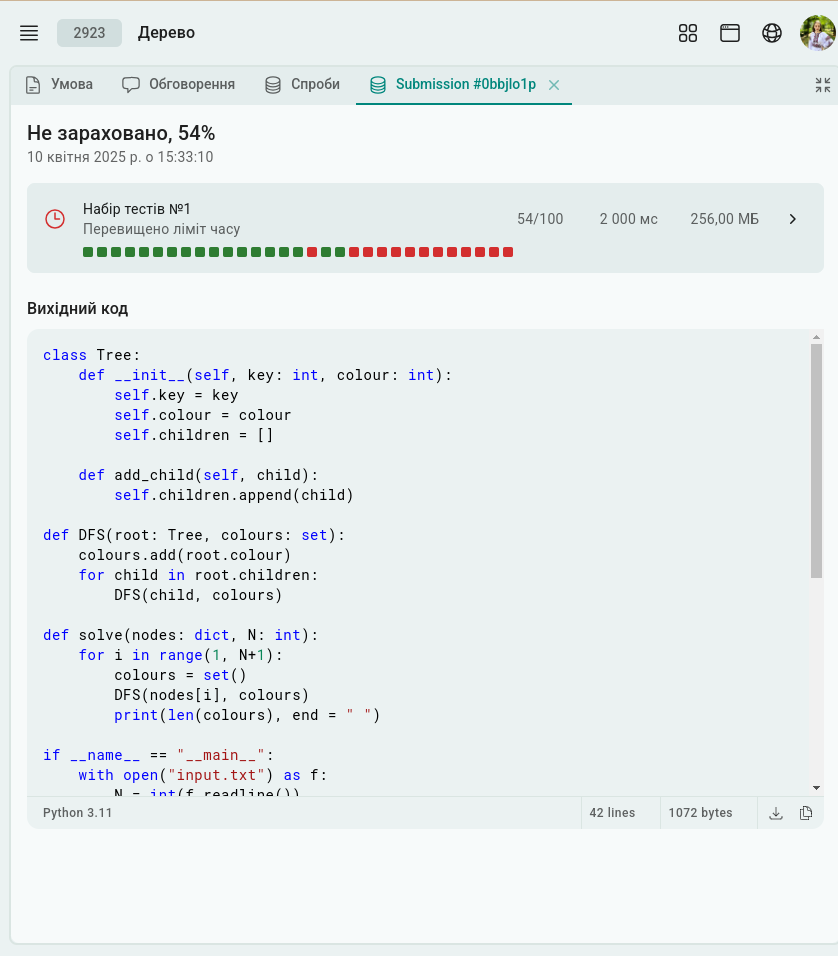 2923 Дерево
Умова Обговорення Спроби Submission #0bbjlo1p
Не зараховано, 54%
10 квітня 2025 р. о 15:33:10
Набір тестів №1
Перевищено ліміт часу
54/100 2 000 мс 256,00 МБ
Вихідний код
class Tree:
    def __init__(self, key: int, colour: int):
        self.key = key
        self.colour = colour
        self.children = []
    def add_child(self, child):
        self.children.append(child)
def DFS(root: Tree, colours: set):
    colours.add(root.colour)
    for child in root.children:
        DFS(child, colours)
def solve(nodes: dict, N: int):
    for i in range(1, N+1):
        colours = set()
        DFS(nodes[i], colours)
        print(len(colours), end = " ")
if __name__ == "__main__":
    with open("input.txt") as f:
        N = int(f.readline())
Python 3.11 42 lines 1072 bytes